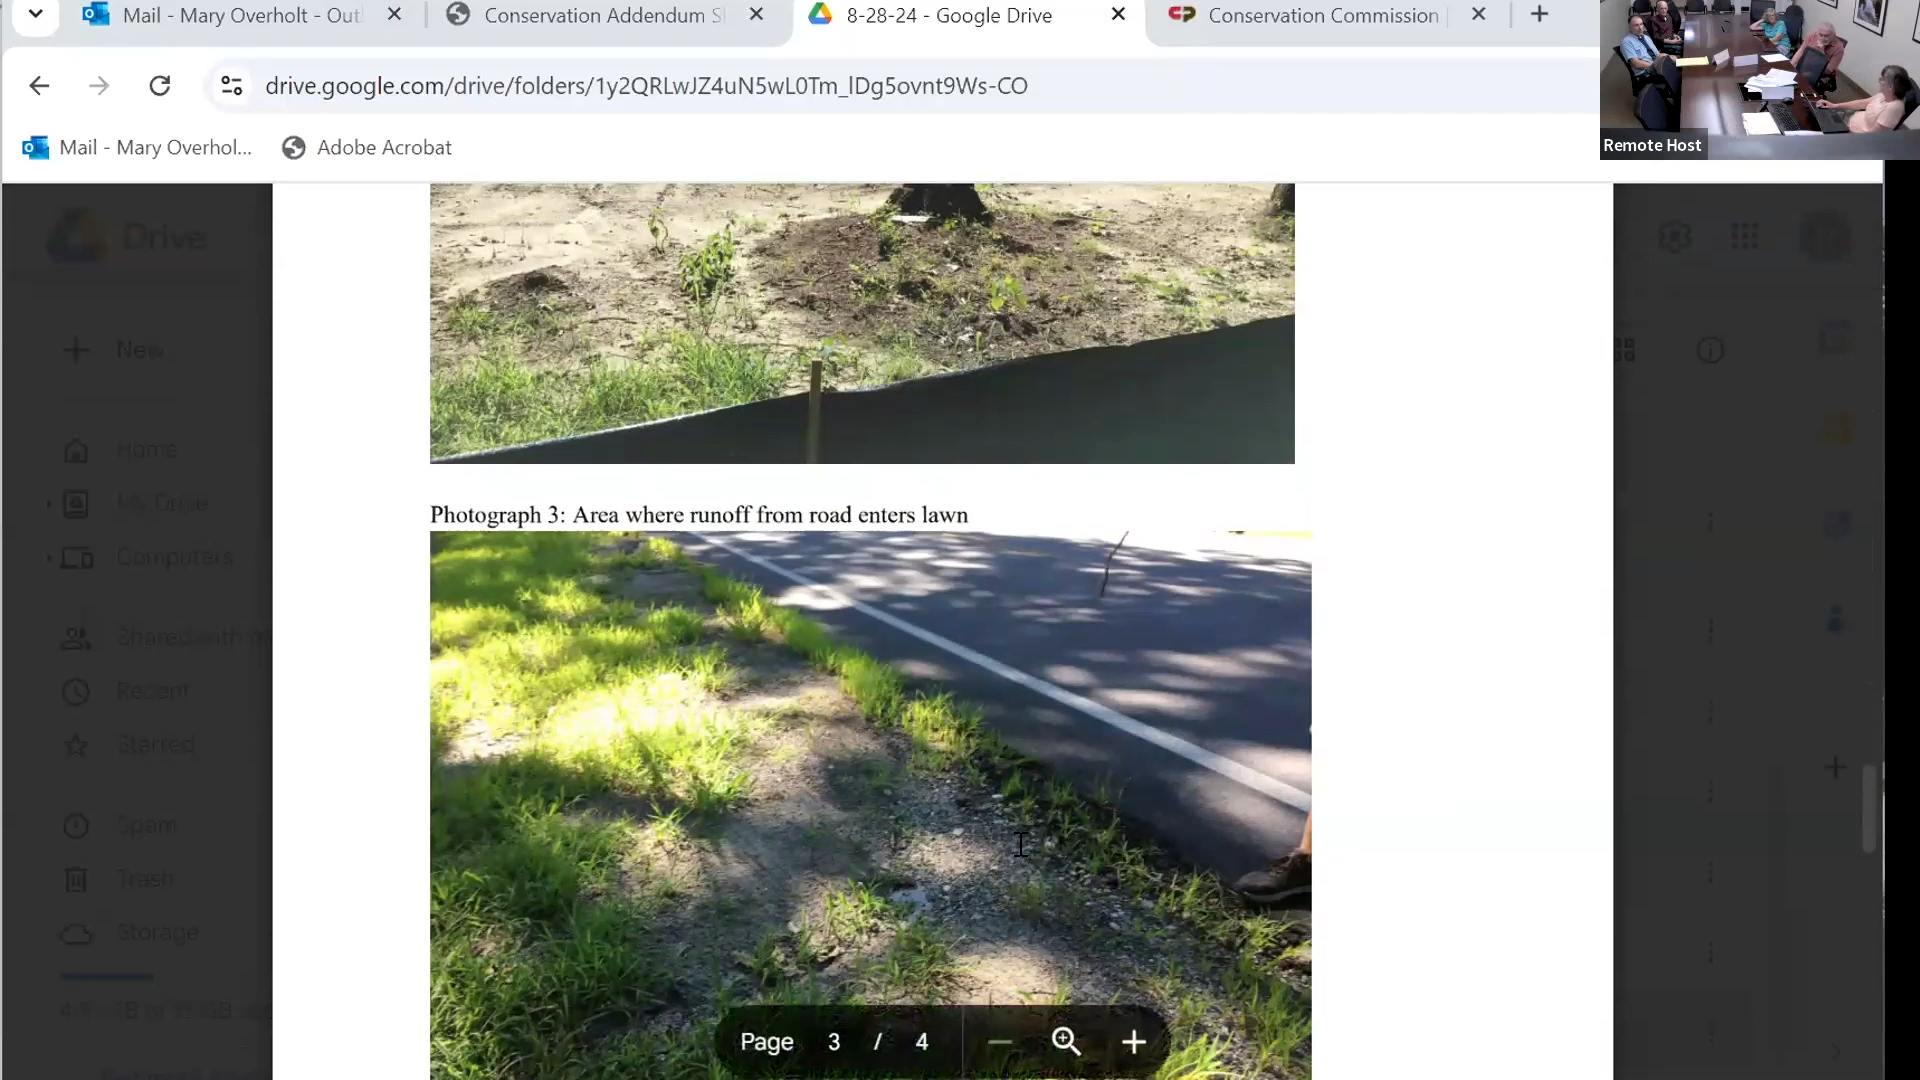 Mail - Mary Overholt - Out
Conservation Addendum S
8-28-24 - Google Drive
Conservation Commission
drive.google.com/drive/folders/1y2QRLwJZ4uN5wL0Tm_lDg5ovnt9Ws-CO
Remote Host
Mail - Mary Overhol...
Adobe Acrobat
Drive
New
Home
My Drive
Computers
Photograph 3: Area where runoff from road enters lawn
Shared with
Recent
Starred
Spam
Trash
Storage
Page 3 / 4